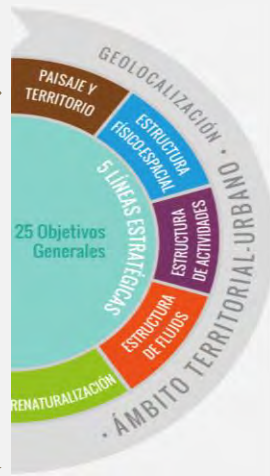 GEOLOCALIZACIÓN · ÁMBITO TERRITORIAL-URBANO ·
PAISAJE Y
TERRITORIO
ESTRUCTURA
FÍSICO-ESPACIAL
ESTRUCTURA
DE ACTIVIDADES
ESTRUCTURA
DE FLUJOS
RENATURALIZACIÓN
5 LÍNEAS ESTRATÉGICAS
25 Objetivos
Generales